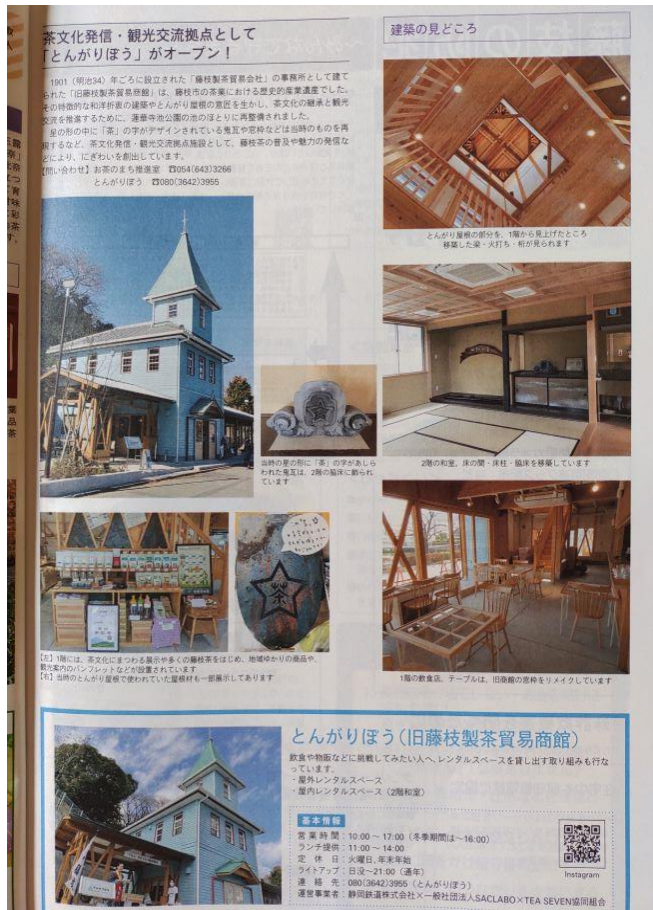 茶文化発信・観光交流拠点として
「とんがりぼう」がオープン！
1901（明治34）年ごろに設立された「藤枝製茶貿易会社」の事務所として建て
られた「旧藤枝製茶貿易商館」は、藤枝市の茶業における歴史的産業遺産でした。
その特徴的な和洋折衷の建築やとんがり屋根の意匠を生かし、茶文化の継承と観光
交流を推進するために、蓮華寺池公園の池のほとりに再整備されました。
星の形の中に「茶」の字がデザインされている鬼瓦や窓枠などは当時のものを再
現するなど、茶文化発信・観光交流拠点施設として、藤枝茶の普及や魅力の発信な
どにより、にぎわいを創出しています。
【問い合わせ】お茶のまち推進室 ☎054(643)3266
とんがりぼう ☎080(3642)3955
当時の星の形に「茶」の字があしら
われた鬼瓦は、2階の脇床に飾られ
ています
茶
【左】1階には、茶文化にまつわる展示や多くの藤枝茶をはじめ、地域ゆかりの商品や、
観光案内のパンフレットなどが設置されています
【右】当時のとんがり屋根で使われていた屋根材も一部展示してあります
建築の見どころ
とんがり屋根の部分を、1階から見上げたところ
移築した梁・火打ち・桁が見られます
2階の和室。床の間・床柱・脇床を移築しています
1階の飲食店。テーブルは、旧商館の窓枠をリメイクしています
とんがりぼう（旧藤枝製茶貿易商館）
飲食や物販などに挑戦してみたい人へ、レンタルスペースを貸し出す取り組みも行な
っています。
・屋外レンタルスペース
・屋内レンタルスペース（2階和室）
基本情報
営業時間：10:00～17:00（冬季期間は～16:00）
ランチ提供：11:00～14:00
定休日：火曜日、年末年始
ライトアップ：日没～21:00（通年）
連絡先：080(3642)3955（とんがりぼう）
運営事業者：静岡鉄道株式会社×一般社団法人SACLABO×TEA SEVEN協同組合
Instagram